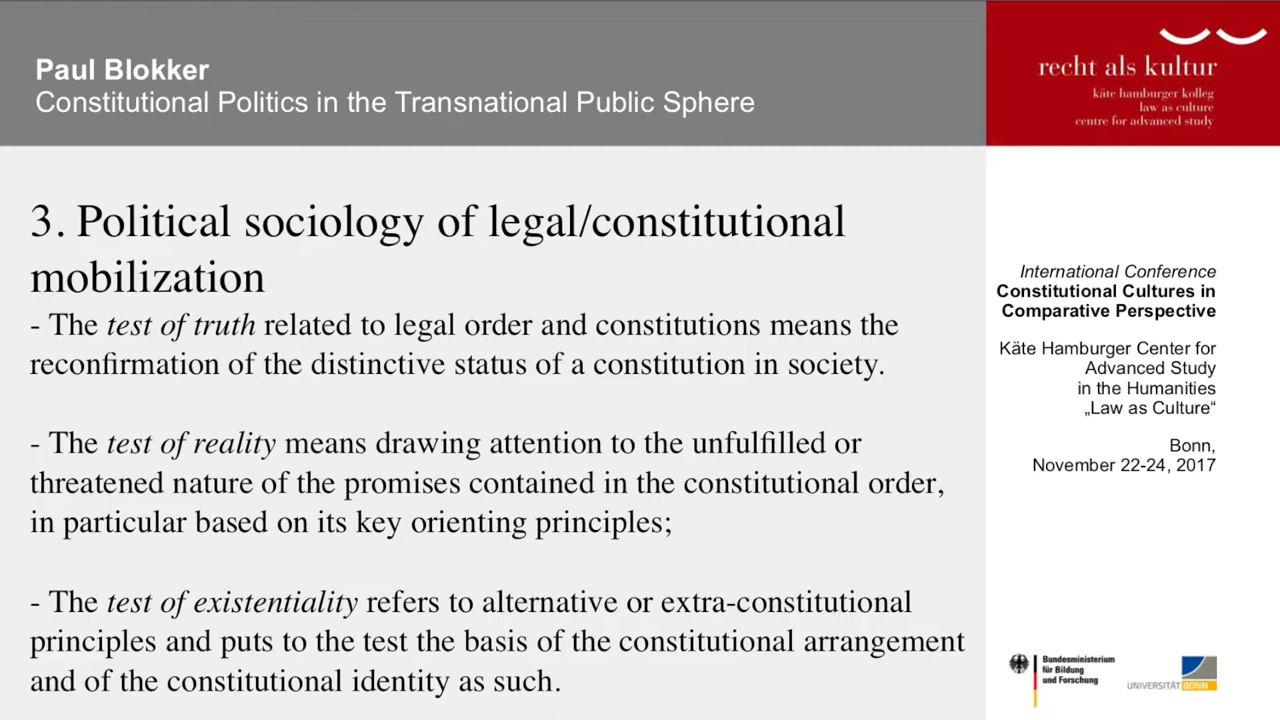 Paul Blokker
Constitutional Politics in the Transnational Public Sphere
recht als kultur
käte hamburger kolleg
law as culture
centre for advanced study
3. Political sociology of legal/constitutional
mobilization
- The test of truth related to legal order and constitutions means the
reconfirmation of the distinctive status of a constitution in society.
- The test of reality means drawing attention to the unfulfilled or
threatened nature of the promises contained in the constitutional order,
in particular based on its key orienting principles;
- The test of existentiality refers to alternative or extra-constitutional
principles and puts to the test the basis of the constitutional arrangement
and of the constitutional identity as such.
International Conference
Constitutional Cultures in
Comparative Perspective
Käte Hamburger Center for
Advanced Study
in the Humanities
„Law as Culture“
Bonn,
November 22-24, 2017
Bundesministerium
für Bildung
und Forschung
UNIVERSITÄT BONN